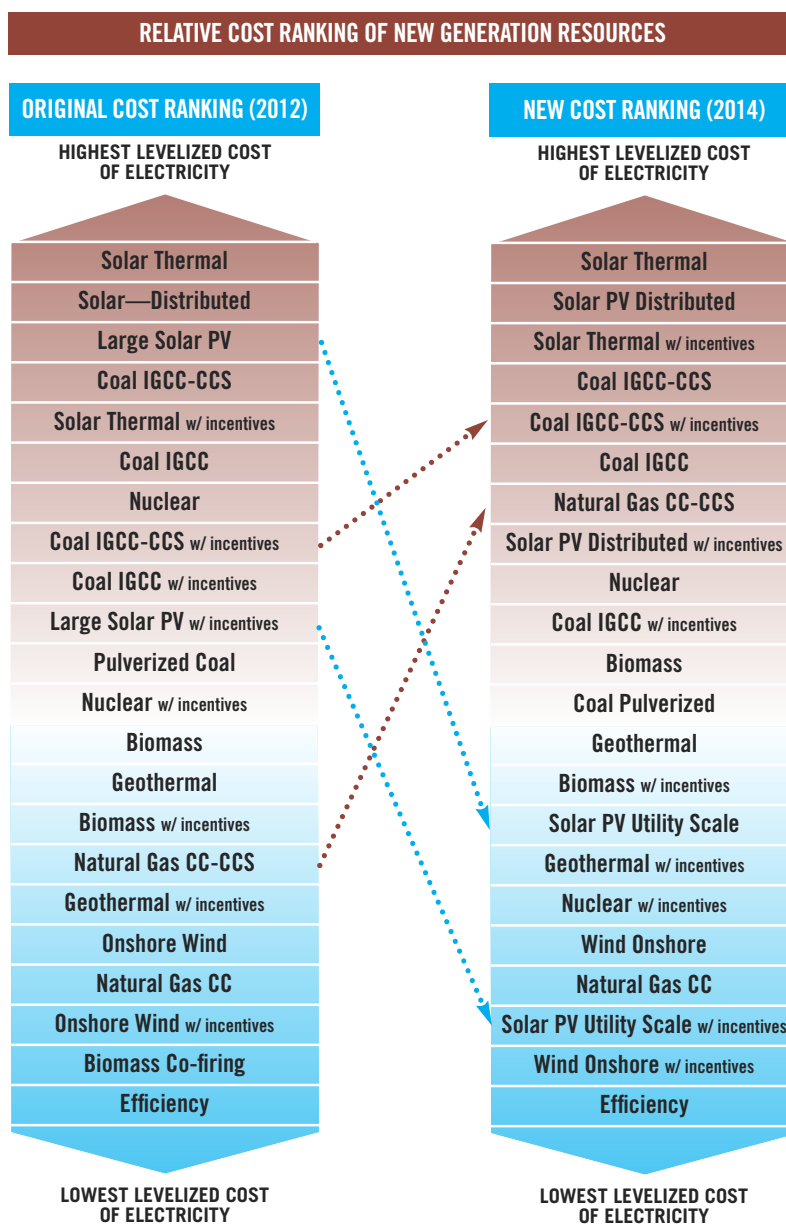 RELATIVE COST RANKING OF NEW GENERATION RESOURCES
ORIGINAL COST RANKING (2012)
HIGHEST LEVELIZED COST
OF ELECTRICITY
Solar Thermal
Solar—Distributed
Large Solar PV
Coal IGCC-CCS
Solar Thermal w/ incentives
Coal IGCC
Nuclear
Coal IGCC-CCS w/ incentives
Coal IGCC w/ incentives
Large Solar PV w/ incentives
Pulverized Coal
Nuclear w/ incentives
Biomass
Geothermal
Biomass w/ incentives
Natural Gas CC-CCS
Geothermal w/ incentives
Onshore Wind
Natural Gas CC
Onshore Wind w/ incentives
Biomass Co-firing
Efficiency
LOWEST LEVELIZED COST
OF ELECTRICITY
NEW COST RANKING (2014)
HIGHEST LEVELIZED COST
OF ELECTRICITY
Solar Thermal
Solar PV Distributed
Solar Thermal w/ incentives
Coal IGCC-CCS
Coal IGCC-CCS w/ incentives
Coal IGCC
Natural Gas CC-CCS
Solar PV Distributed w/ incentives
Nuclear
Coal IGCC w/ incentives
Biomass
Coal Pulverized
Geothermal
Biomass w/ incentives
Solar PV Utility Scale
Geothermal w/ incentives
Nuclear w/ incentives
Wind Onshore
Natural Gas CC
Solar PV Utility Scale w/ incentives
Wind Onshore w/ incentives
Efficiency
LOWEST LEVELIZED COST
OF ELECTRICITY